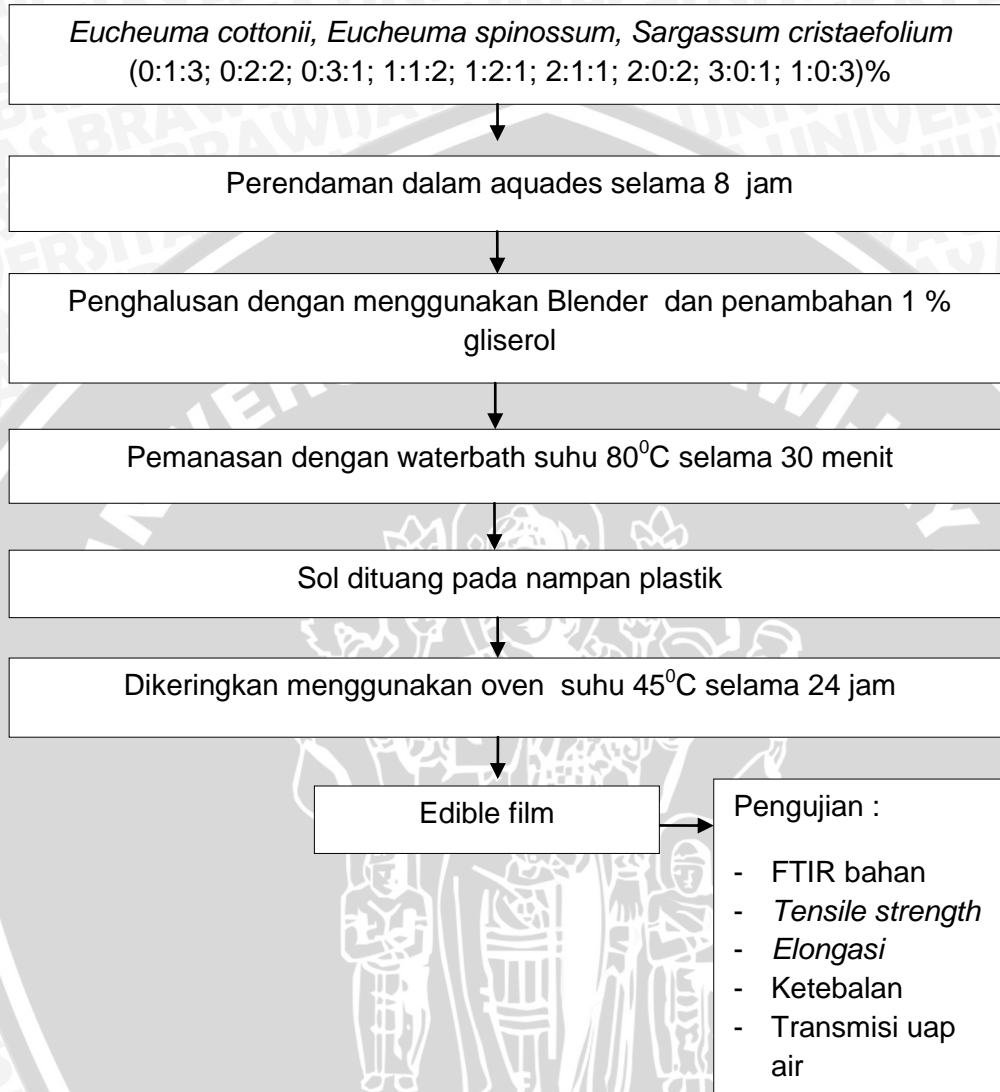 Eucheuma cottonii, Eucheuma spinossum, Sargassum cristaefolium
(0:1:3; 0:2:2; 0:3:1; 1:1:2; 1:2:1; 2:1:1; 2:0:2; 3:0:1; 1:0:3)%
Perendaman dalam aquades selama 8 jam
Penghalusan dengan menggunakan Blender dan penambahan 1 %
gliserol
Pemanasan dengan waterbath suhu 80⁰C selama 30 menit
Sol dituang pada nampan plastik
Dikeringkan menggunakan oven suhu 45⁰C selama 24 jam
Edible film
Pengujian :
- FTIR bahan
- Tensile strength
- Elongasi
- Ketebalan
- Transmisi uap
air